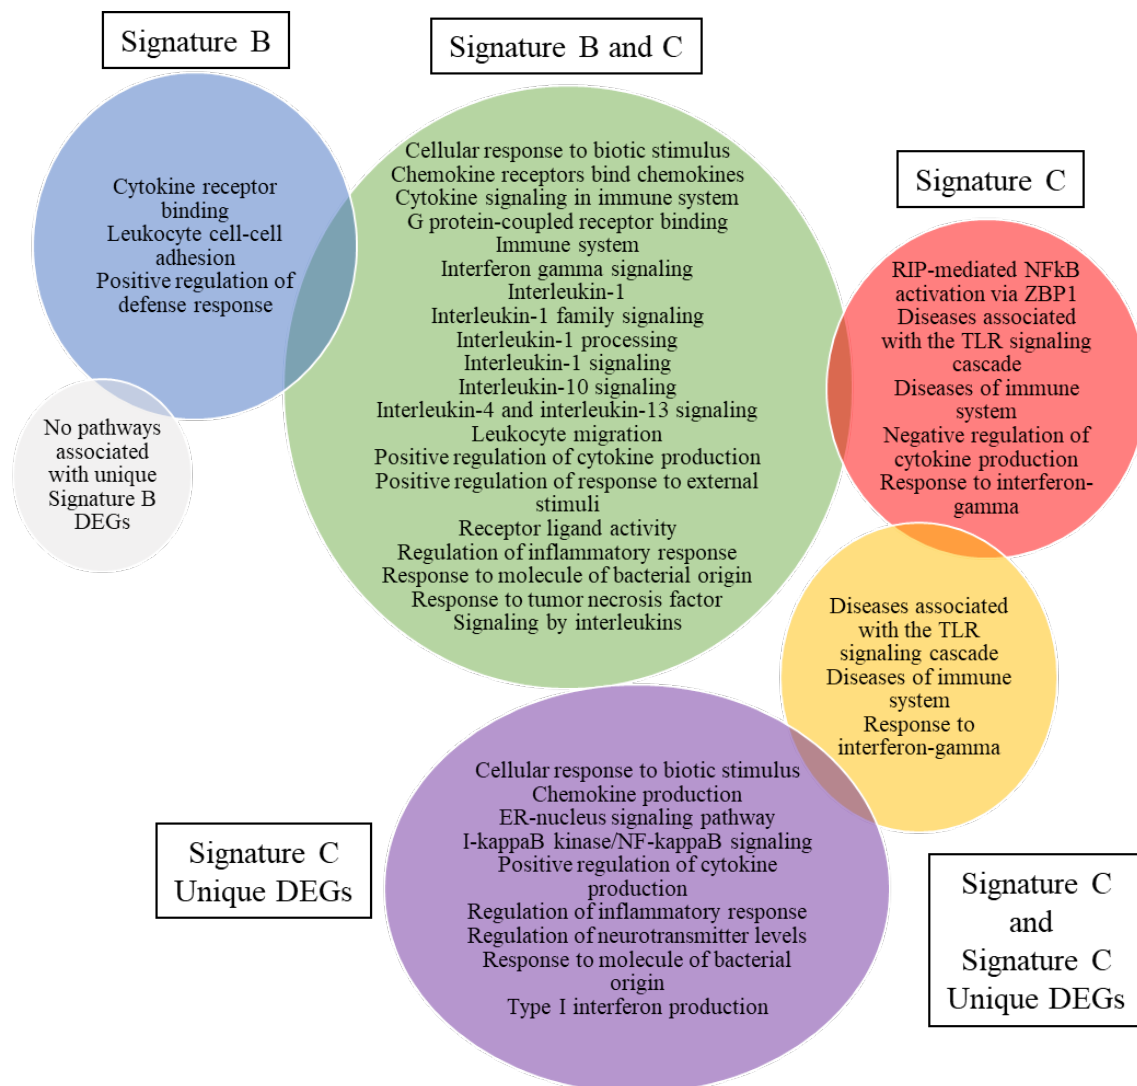 Signature B
Signature B and C
Cytokine receptor
binding
Leukocyte cell-cell
adhesion
Positive regulation of
defense response
No pathways
associated
with unique
Signature B
DEGs
Cellular response to biotic stimulus
Chemokine receptors bind chemokines
Cytokine signaling in immune system
G protein-coupled receptor binding
Immune system
Interferon gamma signaling
Interleukin-1
Interleukin-1 family signaling
Interleukin-1 processing
Interleukin-1 signaling
Interleukin-10 signaling
Interleukin-4 and interleukin-13 signaling
Leukocyte migration
Positive regulation of cytokine production
Positive regulation of response to external
stimuli
Receptor ligand activity
Regulation of inflammatory response
Response to molecule of bacterial origin
Response to tumor necrosis factor
Signaling by interleukins
Signature C
RIP-mediated NFkB
activation via ZBP1
Diseases associated
with the TLR signaling
cascade
Diseases of immune
system
Negative regulation of
cytokine production
Response to interferon-
gamma
Diseases associated
with the TLR
signaling cascade
Diseases of immune
system
Response to
interferon-gamma
Signature C
Unique DEGs
Cellular response to biotic stimulus
Chemokine production
ER-nucleus signaling pathway
I-kappaB kinase/NF-kappaB signaling
Positive regulation of cytokine
production
Regulation of inflammatory response
Regulation of neurotransmitter levels
Response to molecule of bacterial
origin
Type I interferon production
Signature C
and
Signature C
Unique DEGs